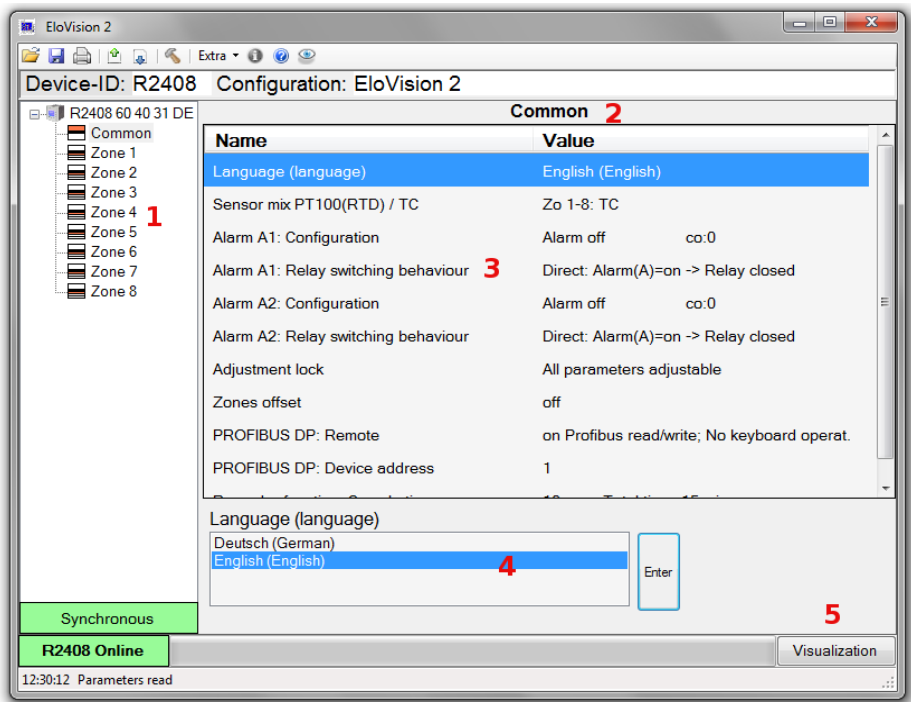 EloVision 2
Extra
Device-ID: R2408 Configuration: EloVision 2
R2408 60 40 31 DE
Common
Zone 1
Zone 2
Zone 3
Zone 4
Zone 5
Zone 6
Zone 7
Zone 8
1
Common 2
Name Value
Language (language) English (English)
Sensor mix PT100(RTD) / TC Zo 1-8: TC
Alarm A1: Configuration Alarm off co:0
Alarm A1: Relay switching behaviour 3 Direct: Alarm(A)=on -> Relay closed
Alarm A2: Configuration Alarm off co:0
Alarm A2: Relay switching behaviour Direct: Alarm(A)=on -> Relay closed
Adjustment lock All parameters adjustable
Zones offset off
PROFIBUS DP: Remote on Profibus read/write; No keyboard operat.
PROFIBUS DP: Device address 1
Language (language)
Deutsch (German)
English (English) 4
Enter
5
Synchronous
R2408 Online
Visualization
12:30:12 Parameters read